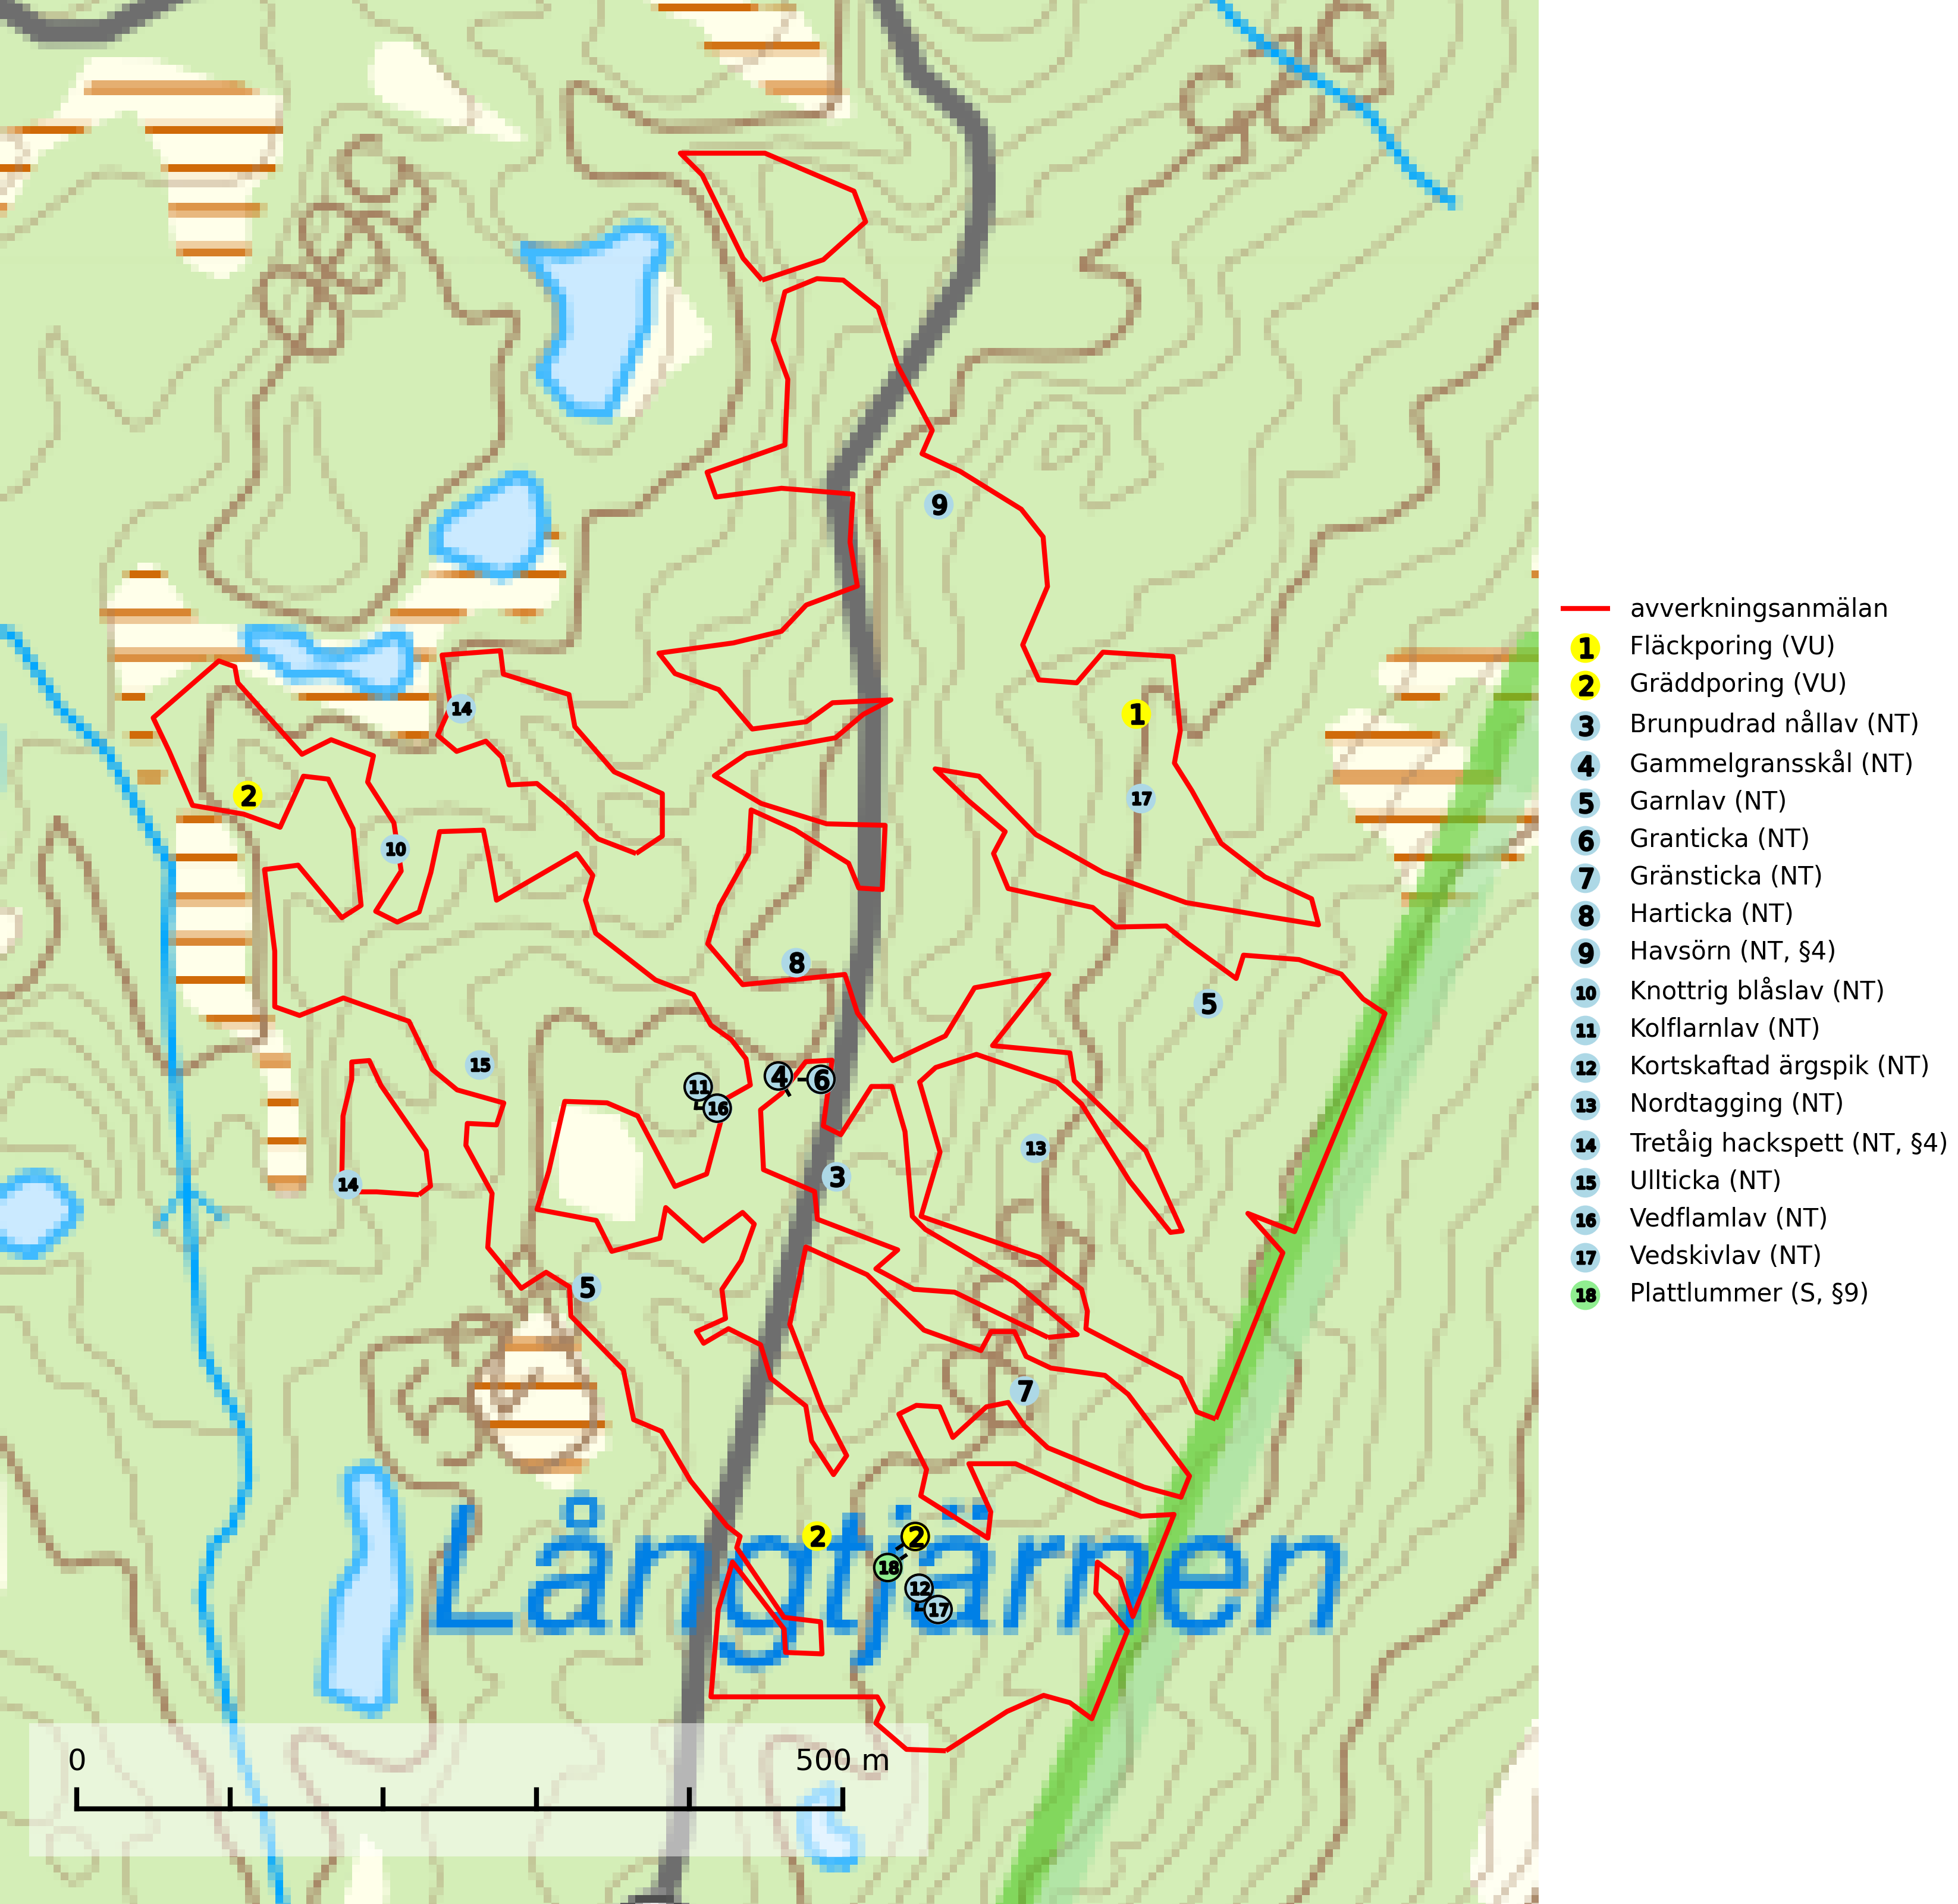 9
1
14
17
2
10
8
5
15
11
16
4
6
13
3
14
5
7
2
2
18
12
17
Långtjärnen
0
500 m
avverkningsanmälan
1 Fläckporing (VU)
2 Gräddporing (VU)
3 Brunpudrad nållav (NT)
4 Gammelgransskål (NT)
5 Garnlav (NT)
6 Granticka (NT)
7 Gränsticka (NT)
8 Harticka (NT)
9 Havsörn (NT, §4)
10 Knottrig blåslav (NT)
11 Kolflarnlav (NT)
12 Kortskaftad ärgspik (NT)
13 Nordtagging (NT)
14 Tretåig hackspett (NT, §4)
15 Ullticka (NT)
16 Vedflamlav (NT)
17 Vedskivlav (NT)
18 Plattlummer (S, §9)